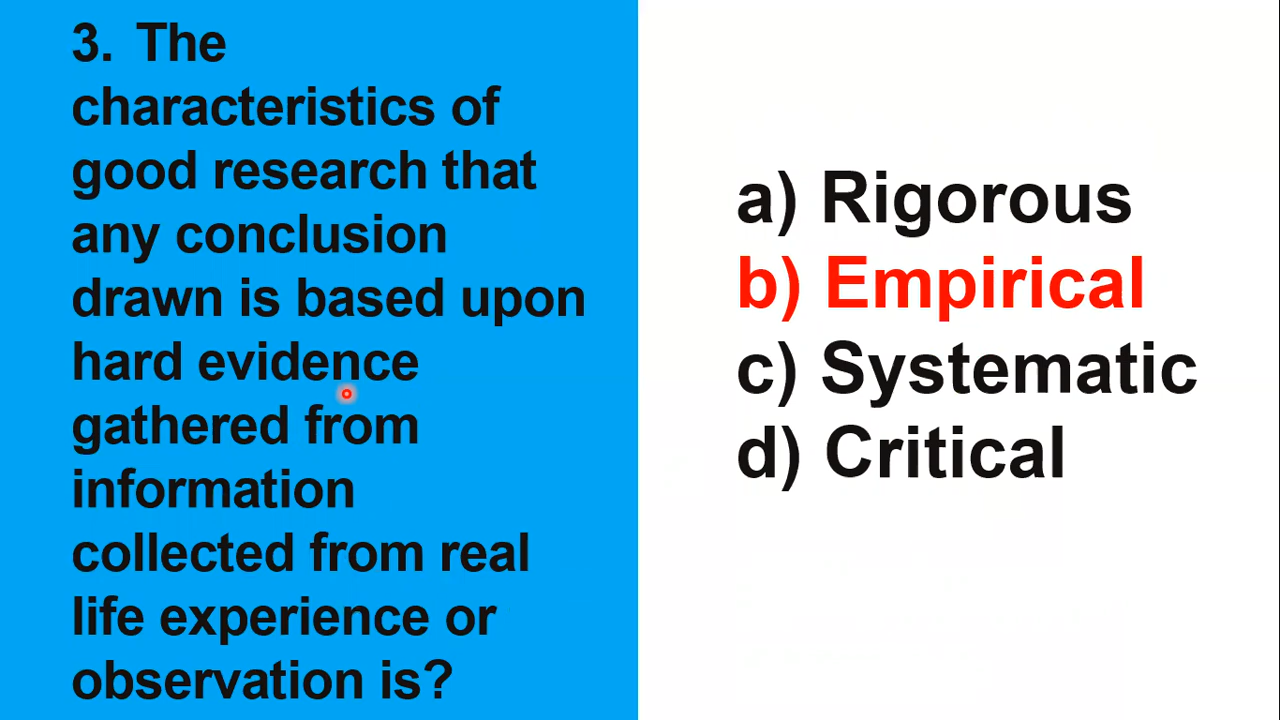 3. The
characteristics of
good research that
any conclusion
drawn is based upon
hard evidence
gathered from
information
collected from real
life experience or
observation is?
a) Rigorous
b) Empirical
c) Systematic
d) Critical